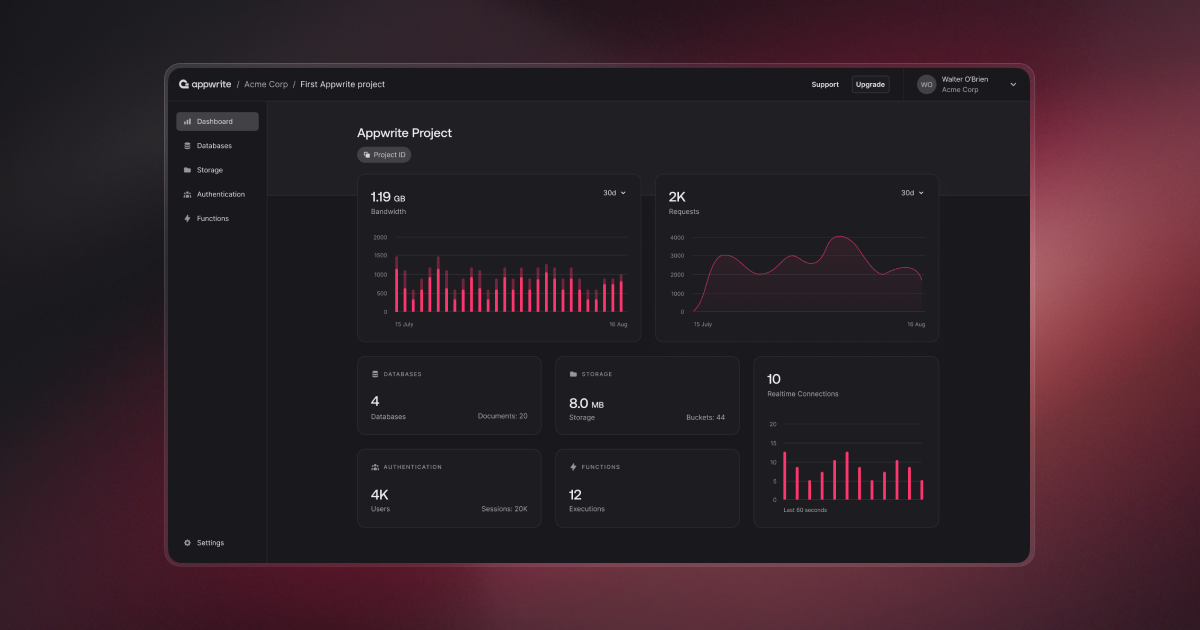 appwrite / Acme Corp / First Appwrite project
Support
Upgrade
WO
Walter O'Brien
Acme Corp
Dashboard
Databases
Storage
Authentication
Functions
Settings
Appwrite Project
Project ID
1.19 GB
30d
Bandwidth
2000
1500
1000
500
0
15 July
16 Aug
2K
30d
Requests
4000
3000
2000
1000
0
15 July
16 Aug
DATABASES
4
Databases
Documents: 20
STORAGE
8.0 MB
Storage
Buckets: 44
AUTHENTICATION
4K
Users
Sessions: 20K
FUNCTIONS
12
Executions
10
Realtime Connections
20
15
10
5
0
Last 60 seconds